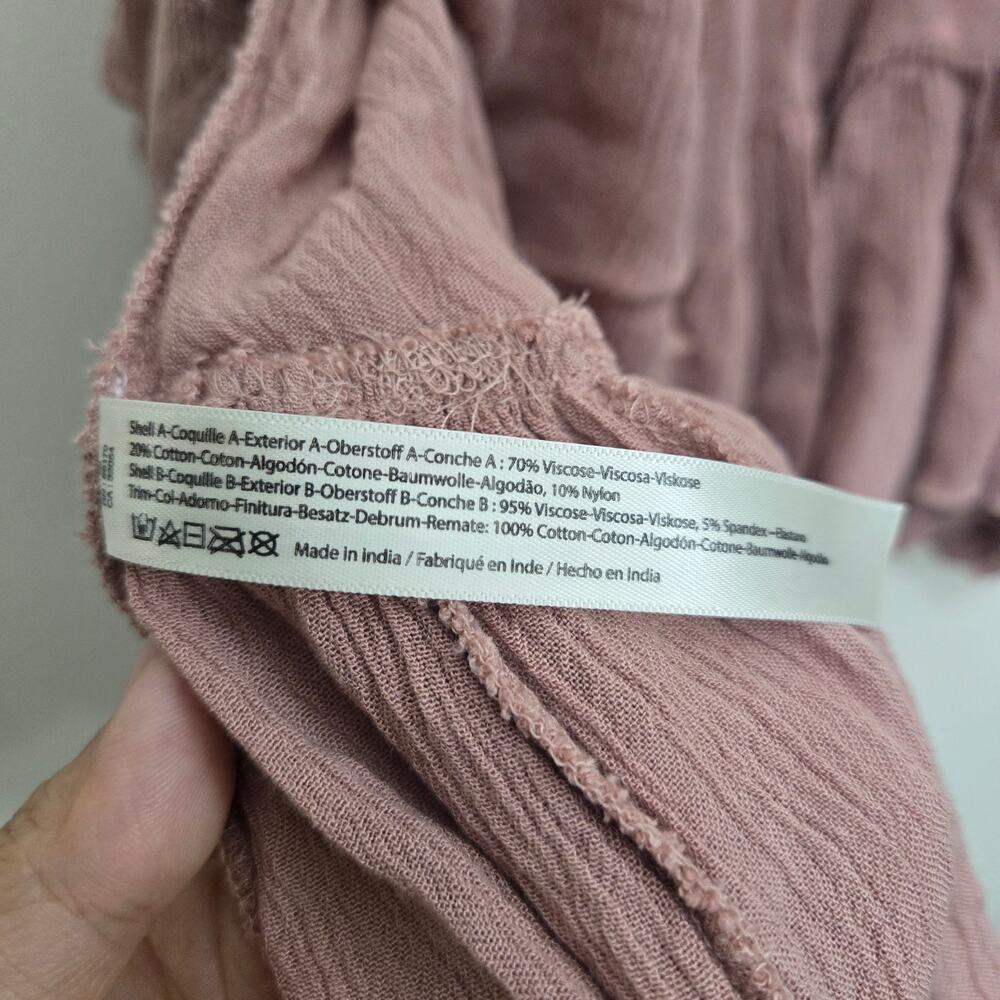 Shell A-Coquille A-Exterior A-Oberstoff A-Conche A : 70% Viscose-Viscosa-Viskose
20% Cotton-Coton-Algodón-Cotone-Baumwolle-Algodão, 10% Nylon
Shell B-Coquille B-Exterior B-Oberstoff B-Conche B : 95% Viscose-Viscosa-Viskose, 5% Spandex-Elastano
Trim-Col-Adorno-Finitura-Besatz-Debrum-Remate: 100% Cotton-Coton-Algodón-Cotone-Baumwolle-Algodão
Made in India / Fabriqué en Inde / Hecho en India